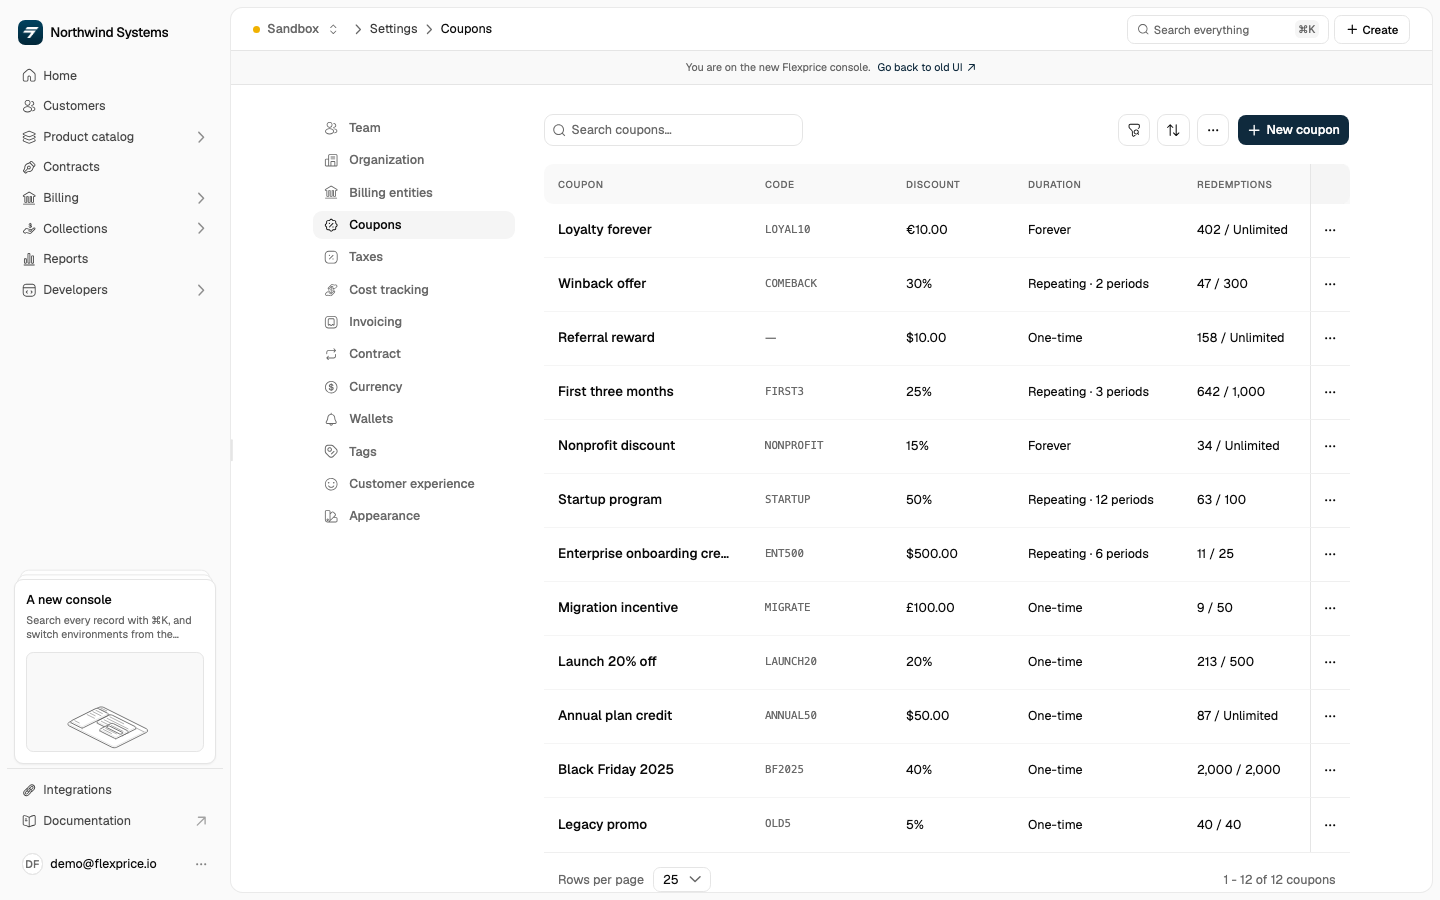 Northwind Systems
Home
Customers
Product catalog
Contracts
Billing
Collections
Reports
Developers
A new console
Search every record with ⌘K, and
switch environments from the...
Integrations
Documentation
DF demo@flexprice.io
Sandbox Settings Coupons
Search everything ⌘K
Create
You are on the new Flexprice console. Go back to old UI
Team
Organization
Billing entities
Coupons
Taxes
Cost tracking
Invoicing
Contract
Currency
Wallets
Tags
Customer experience
Appearance
Search coupons...
New coupon
COUPON CODE DISCOUNT DURATION REDEMPTIONS
Loyalty forever LOYAL10 €10.00 Forever 402 / Unlimited
Winback offer COMEBACK 30% Repeating · 2 periods 47 / 300
Referral reward — $10.00 One-time 158 / Unlimited
First three months FIRST3 25% Repeating · 3 periods 642 / 1,000
Nonprofit discount NONPROFIT 15% Forever 34 / Unlimited
Startup program STARTUP 50% Repeating · 12 periods 63 / 100
Enterprise onboarding cre... ENT500 $500.00 Repeating · 6 periods 11 / 25
Migration incentive MIGRATE £100.00 One-time 9 / 50
Launch 20% off LAUNCH20 20% One-time 213 / 500
Annual plan credit ANNUAL50 $50.00 One-time 87 / Unlimited
Black Friday 2025 BF2025 40% One-time 2,000 / 2,000
Legacy promo OLD5 5% One-time 40 / 40
Rows per page 25
1 - 12 of 12 coupons